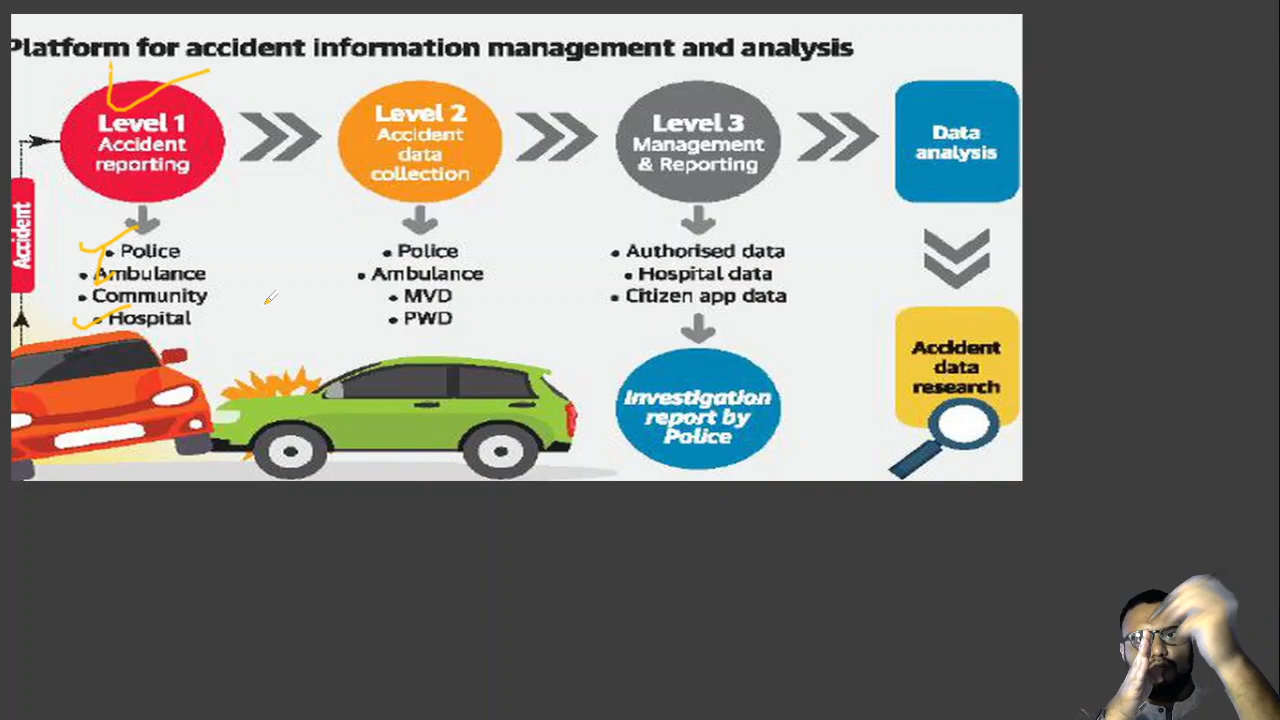 Platform for accident information management and analysis
Level 1
Accident
reporting
Level 2
Accident
data
collection
Level 3
Management
& Reporting
Data
analysis
Accident
• Police
• Ambulance
• Community
• Hospital
• Police
• Ambulance
• MVD
• PWD
• Authorised data
• Hospital data
• Citizen app data
Investigation
report by
Police
Accident
data
research